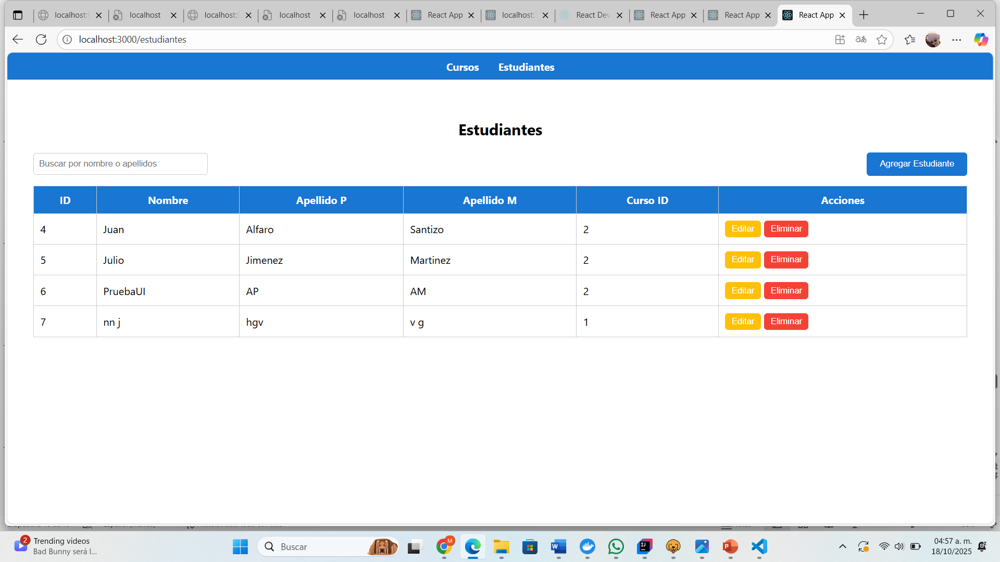 localhost:9 localhost localhost:9 localhost localhost React App localhost:3 React Dev React App React App React App
localhost:3000/estudiantes
Cursos Estudiantes
Estudiantes
Buscar por nombre o apellidos Agregar Estudiante
ID Nombre Apellido P Apellido M Curso ID Acciones
4 Juan Alfaro Santizo 2 Editar Eliminar
5 Julio Jimenez Martinez 2 Editar Eliminar
6 PruebaUI AP AM 2 Editar Eliminar
7 nn j hgv v g 1 Editar Eliminar
2 Trending videos
Bad Bunny será l...
Buscar
M
04:57 a. m.
18/10/2025